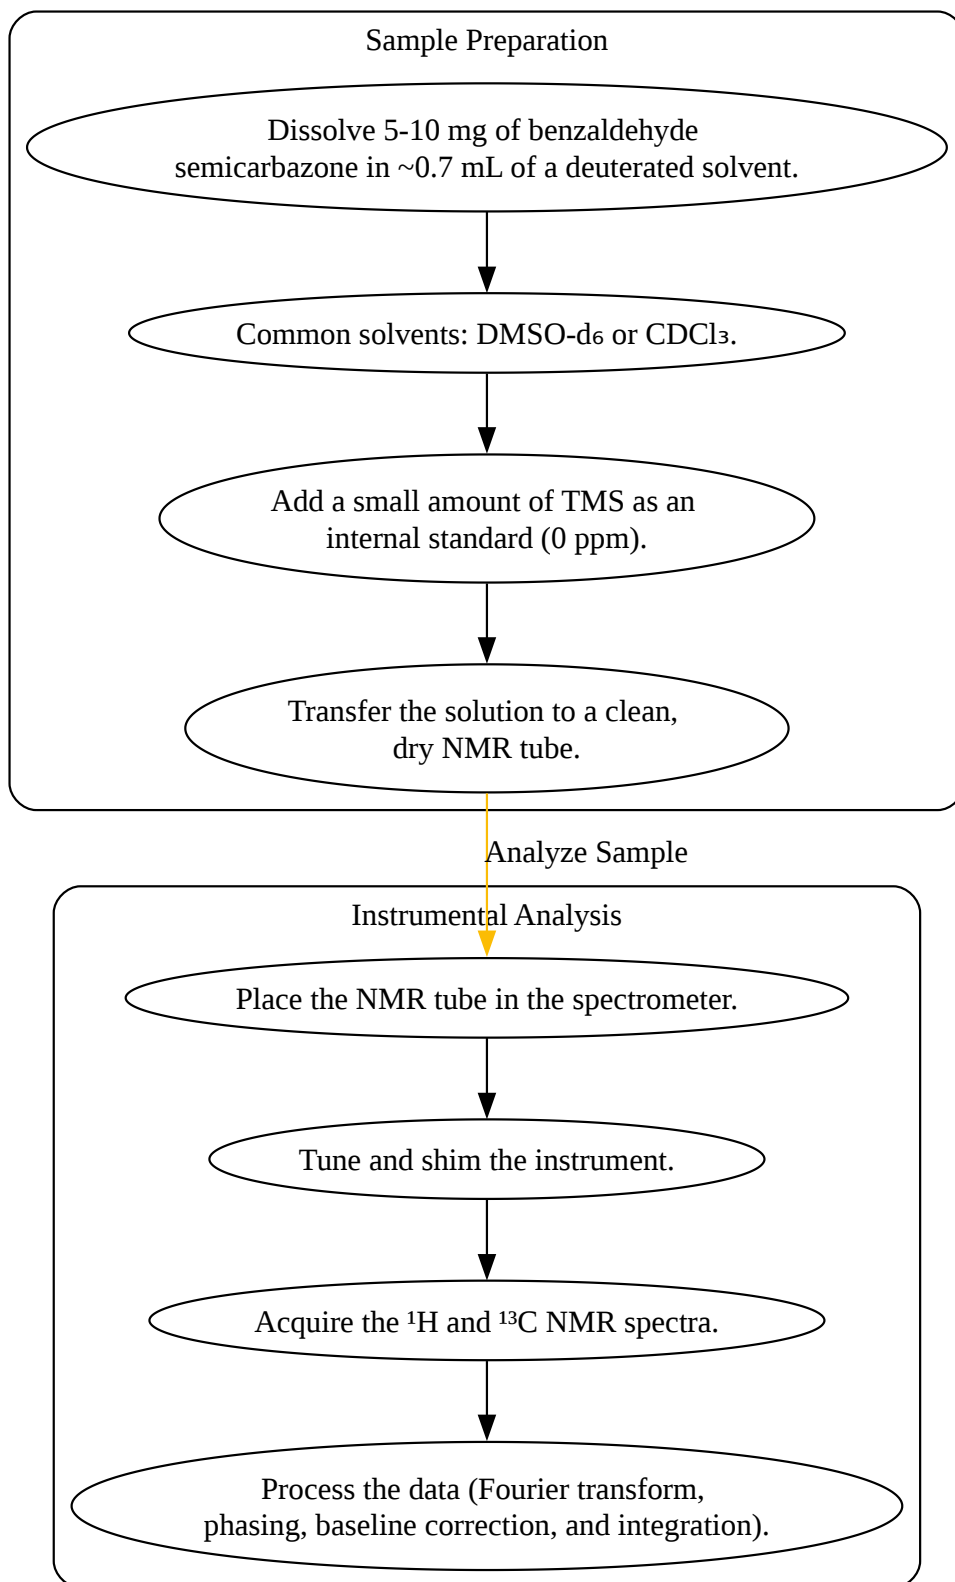 Sample Preparation
Dissolve 5-10 mg of benzaldehyde
semicarbazone in ~0.7 mL of a deuterated solvent.
Common solvents: DMSO-d₆ or CDCl₃.
Add a small amount of TMS as an
internal standard (0 ppm).
Transfer the solution to a clean,
dry NMR tube.
Analyze Sample
Instrumental Analysis
Place the NMR tube in the spectrometer.
Tune and shim the instrument.
Acquire the ¹H and ¹³C NMR spectra.
Process the data (Fourier transform,
phasing, baseline correction, and integration).